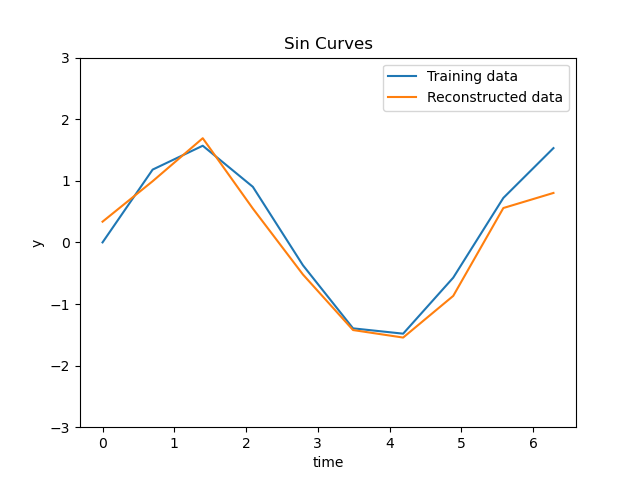 Sin Curves
Training data
Reconstructed data
3
2
1
0
−1
−2
−3
y
0 1 2 3 4 5 6
time